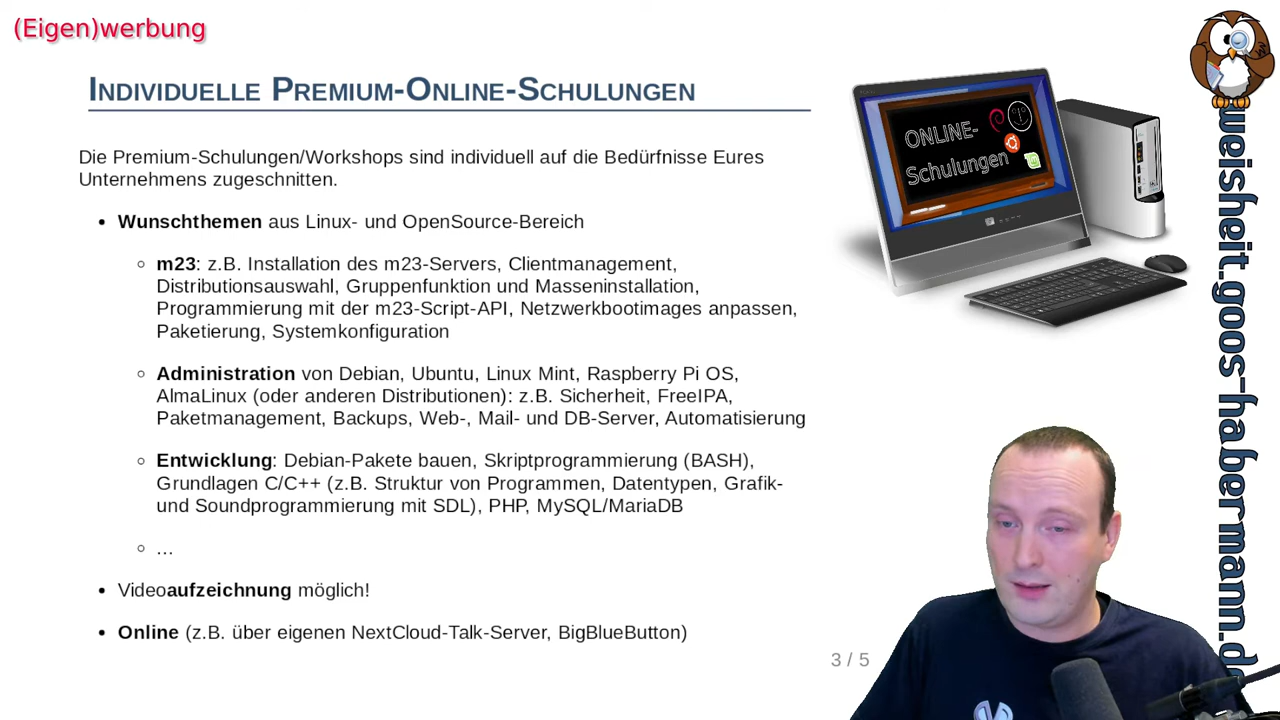 (Eigen)werbung
Individuelle Premium-Online-Schulungen
Die Premium-Schulungen/Workshops sind individuell auf die Bedürfnisse Eures
Unternehmens zugeschnitten.
• Wunschthemen aus Linux- und OpenSource-Bereich
◦ m23: z.B. Installation des m23-Servers, Clientmanagement,
Distributionsauswahl, Gruppenfunktion und Masseninstallation,
Programmierung mit der m23-Script-API, Netzwerkbootimages anpassen,
Paketierung, Systemkonfiguration
◦ Administration von Debian, Ubuntu, Linux Mint, Raspberry Pi OS,
AlmaLinux (oder anderen Distributionen): z.B. Sicherheit, FreeIPA,
Paketmanagement, Backups, Web-, Mail- und DB-Server, Automatisierung
◦ Entwicklung: Debian-Pakete bauen, Skriptprogrammierung (BASH),
Grundlagen C/C++ (z.B. Struktur von Programmen, Datentypen, Grafik-
und Soundprogrammierung mit SDL), PHP, MySQL/MariaDB
◦ ...
• Videoaufzeichnung möglich!
• Online (z.B. über eigenen NextCloud-Talk-Server, BigBlueButton)
3 / 5
ONLINE-
Schulungen
weisheit.goos-habermann.de